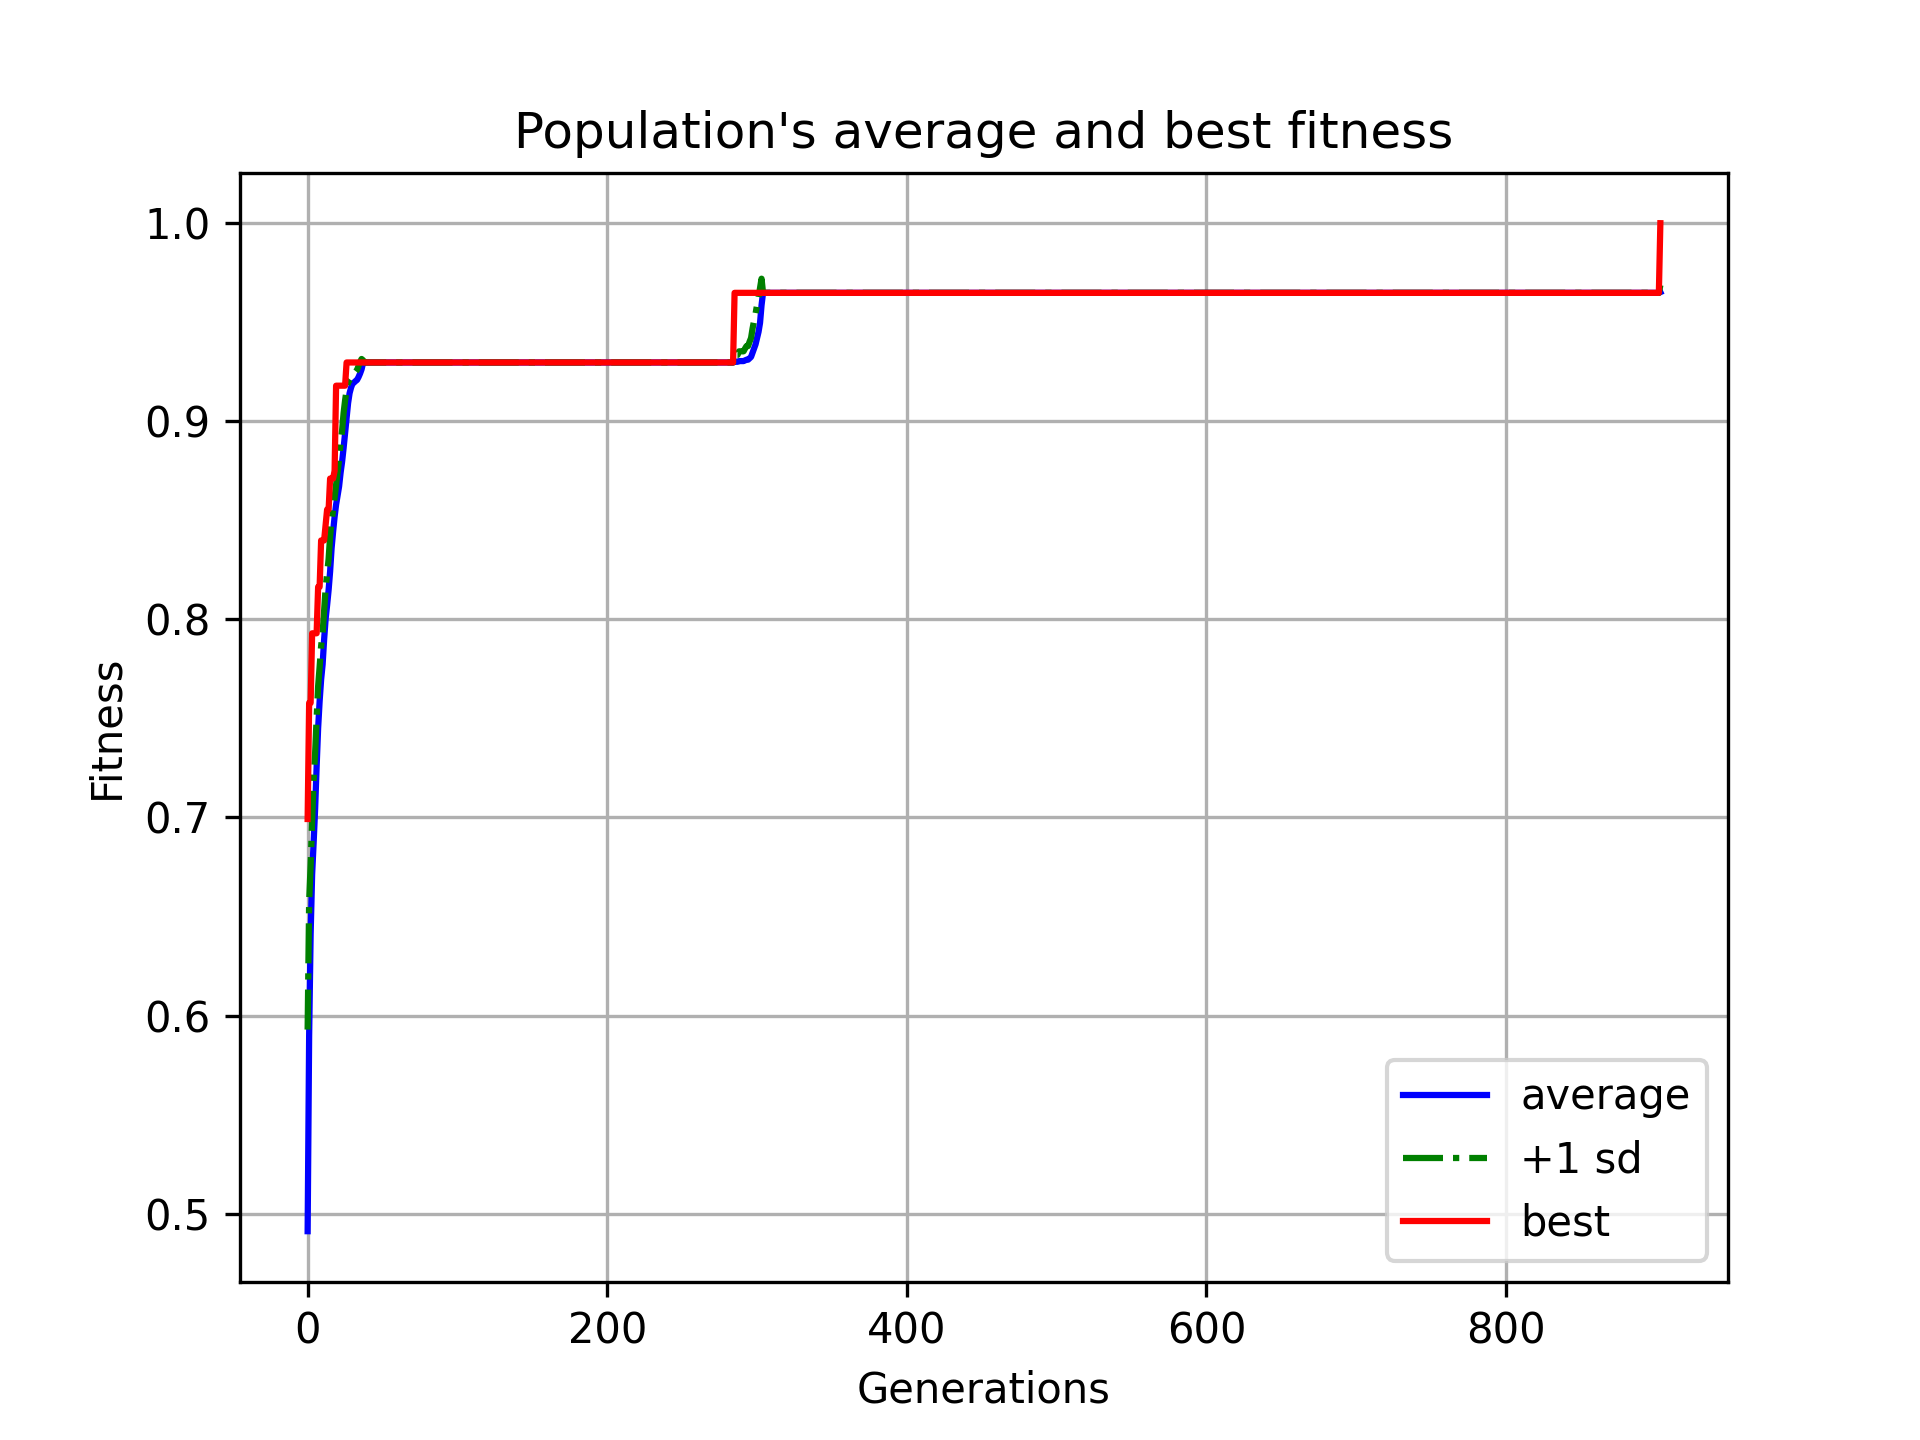 Population's average and best fitness
1.0
0.9
0.8
0.7
0.6
0.5
Fitness
0 200 400 600 800
Generations
average
+1 sd
best